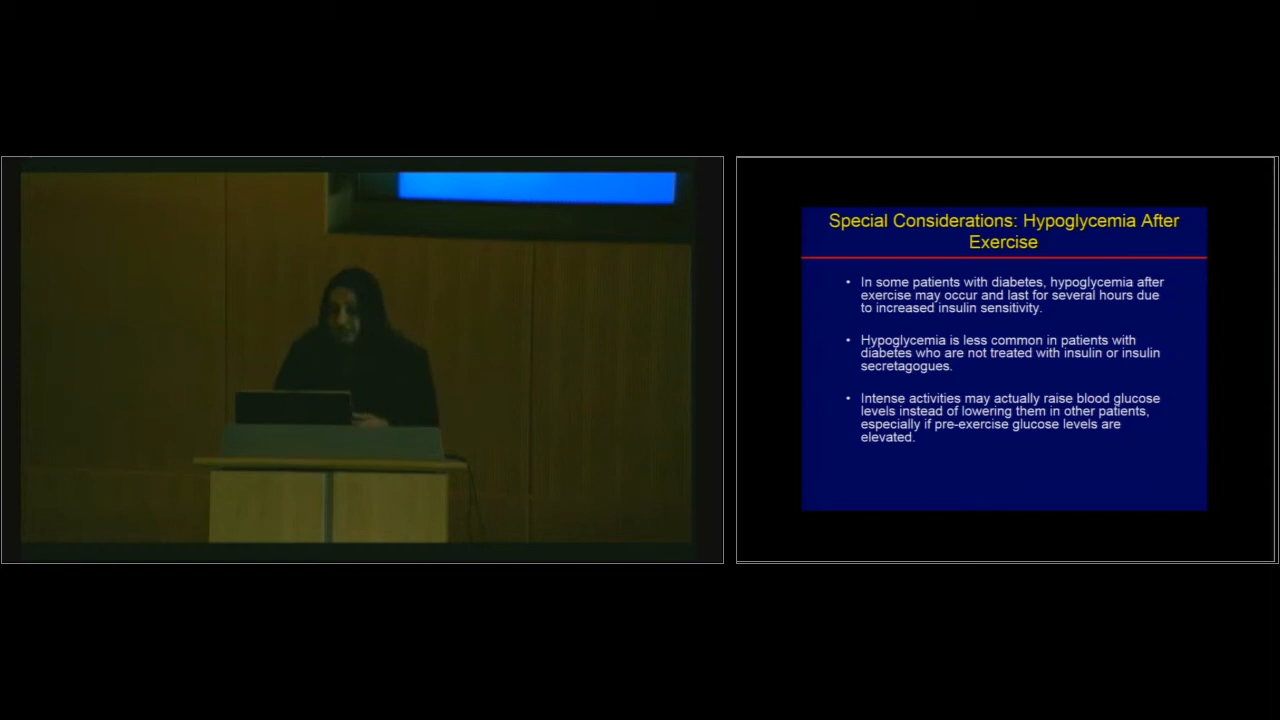 Special Considerations: Hypoglycemia After
Exercise
• In some patients with diabetes, hypoglycemia after
exercise may occur and last for several hours due
to increased insulin sensitivity.
• Hypoglycemia is less common in patients with
diabetes who are not treated with insulin or insulin
secretagogues.
• Intense activities may actually raise blood glucose
levels instead of lowering them in other patients,
especially if pre-exercise glucose levels are
elevated.